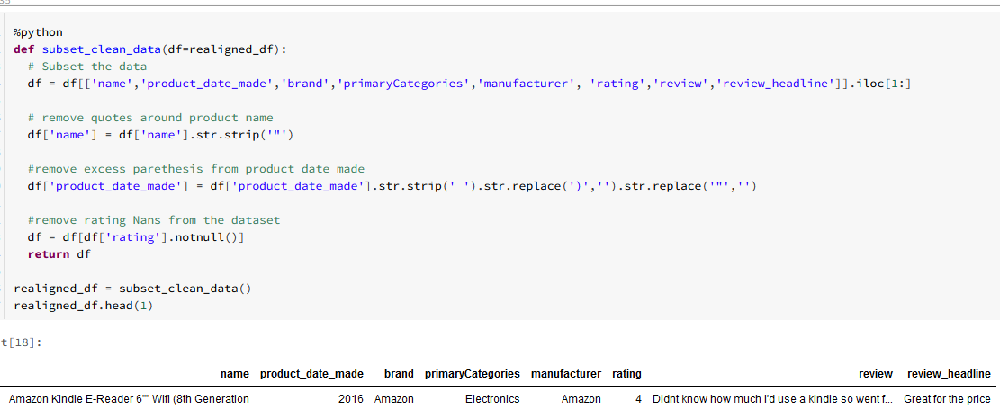 %python
def subset_clean_data(df=realigned_df):
# Subset the data
df = df[['name','product_date_made','brand','primaryCategories','manufacturer', 'rating','review','review_headline']].iloc[1:]
# remove quotes around product name
df['name'] = df['name'].str.strip('"')
#remove excess parethesis from product date made
df['product_date_made'] = df['product_date_made'].str.strip(' ').str.replace(')','').str.replace('"','')
#remove rating Nans from the dataset
df = df[df['rating'].notnull()]
return df
realigned_df = subset_clean_data()
realigned_df.head(1)
t[18]:
name product_date_made brand primaryCategories manufacturer rating review review_headline
Amazon Kindle E-Reader 6"" Wifi (8th Generation 2016 Amazon Electronics Amazon 4 Didnt know how much i'd use a kindle so went f... Great for the price